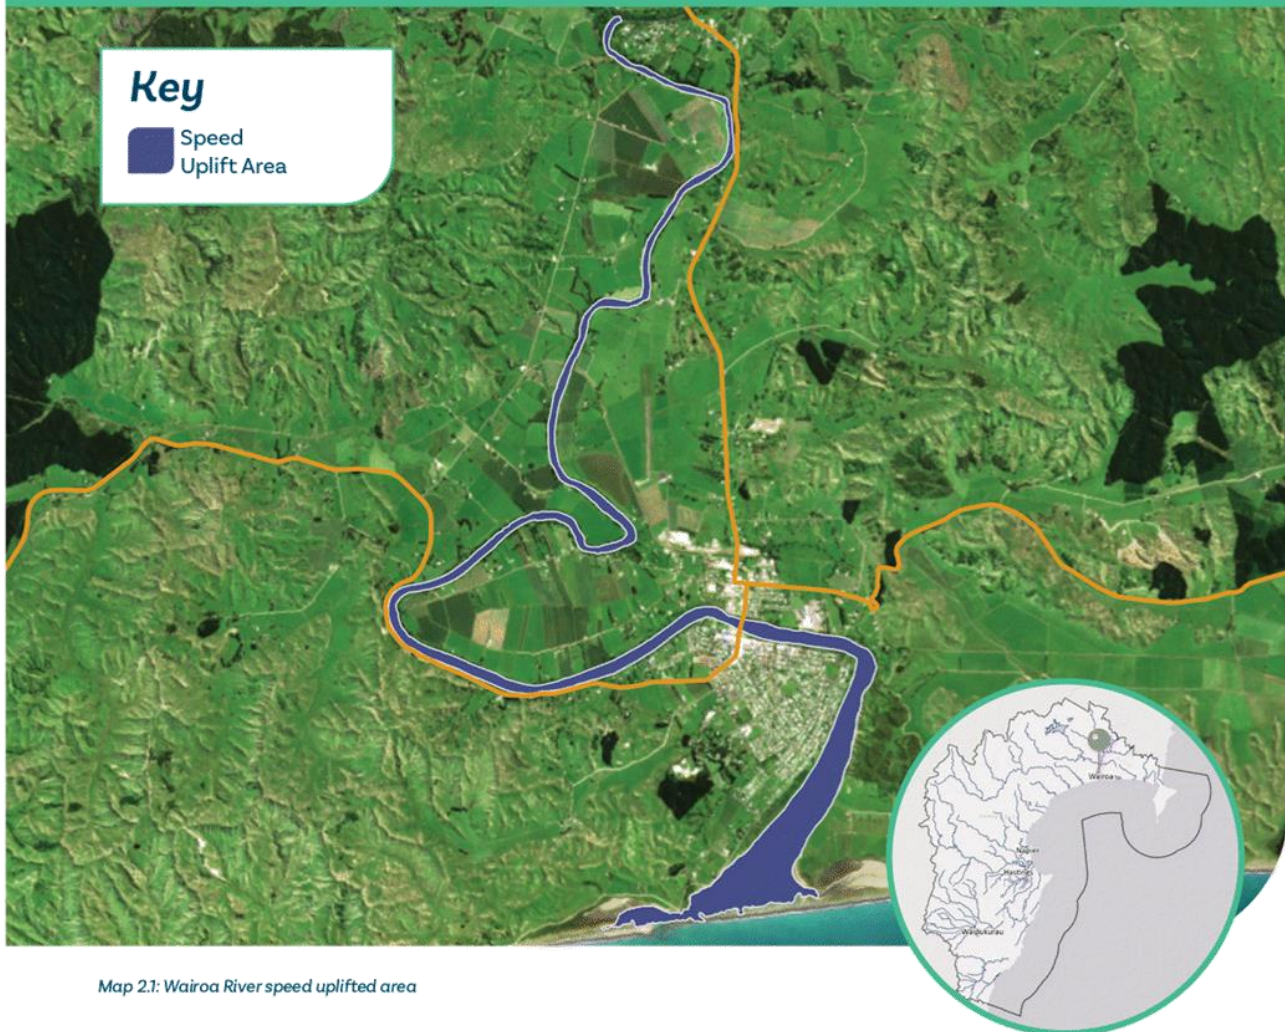 Key
Speed
Uplift Area
Wairoa
Napier
Hastings
Waipukurau
Map 2.1: Wairoa River speed uplifted area